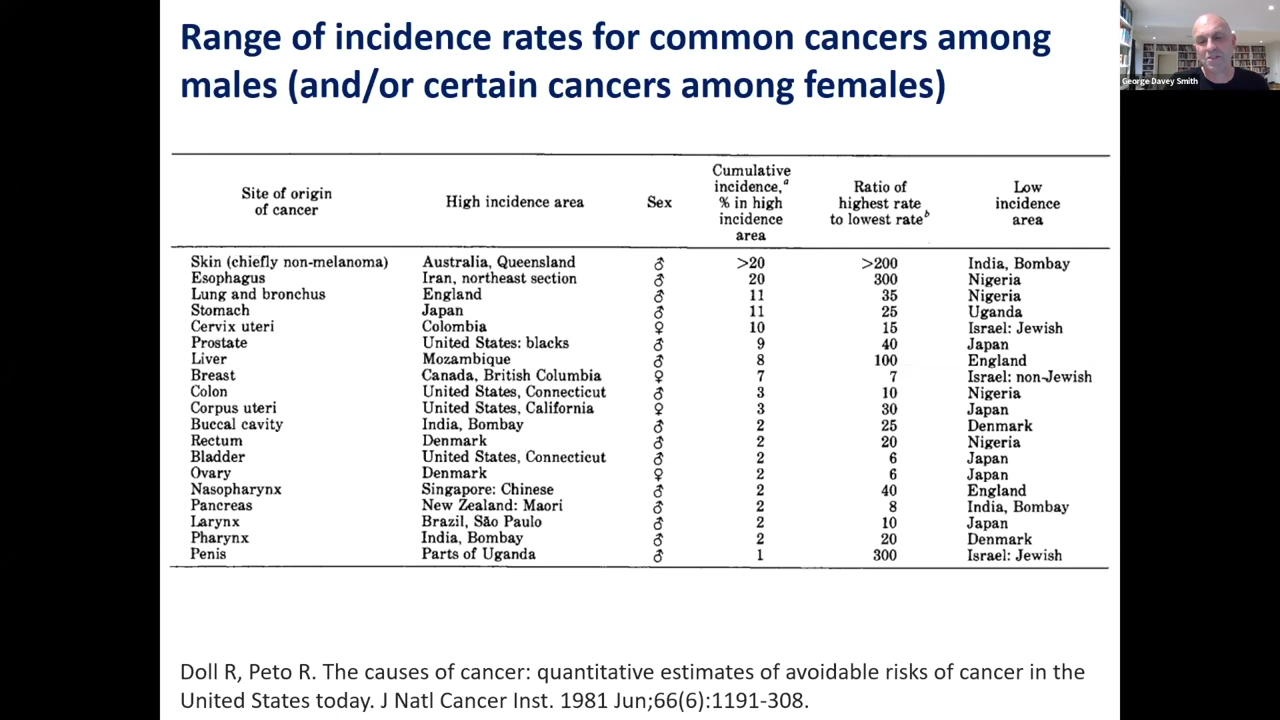 Range of incidence rates for common cancers among
males (and/or certain cancers among females)
George Davey Smith
Site of origin of cancer High incidence area Sex Cumulative incidence,ᵃ % in high incidence area Ratio of highest rate to lowest rateᵇ Low incidence area
Skin (chiefly non-melanoma) Australia, Queensland ♂ >20 >200 India, Bombay
Esophagus Iran, northeast section ♂ 20 300 Nigeria
Lung and bronchus England ♂ 11 35 Nigeria
Stomach Japan ♂ 11 25 Uganda
Cervix uteri Colombia ♀ 10 15 Israel: Jewish
Prostate United States: blacks ♂ 9 40 Japan
Liver Mozambique ♂ 8 100 England
Breast Canada, British Columbia ♀ 7 7 Israel: non-Jewish
Colon United States, Connecticut ♂ 3 10 Nigeria
Corpus uteri United States, California ♀ 3 30 Japan
Buccal cavity India, Bombay ♂ 2 25 Denmark
Rectum Denmark ♂ 2 20 Nigeria
Bladder United States, Connecticut ♂ 2 6 Japan
Ovary Denmark ♀ 2 6 Japan
Nasopharynx Singapore: Chinese ♂ 2 40 England
Pancreas New Zealand: Maori ♂ 2 8 India, Bombay
Larynx Brazil, São Paulo ♂ 2 10 Japan
Pharynx India, Bombay ♂ 2 20 Denmark
Penis Parts of Uganda ♂ 1 300 Israel: Jewish
Doll R, Peto R. The causes of cancer: quantitative estimates of avoidable risks of cancer in the
United States today. J Natl Cancer Inst. 1981 Jun;66(6):1191-308.